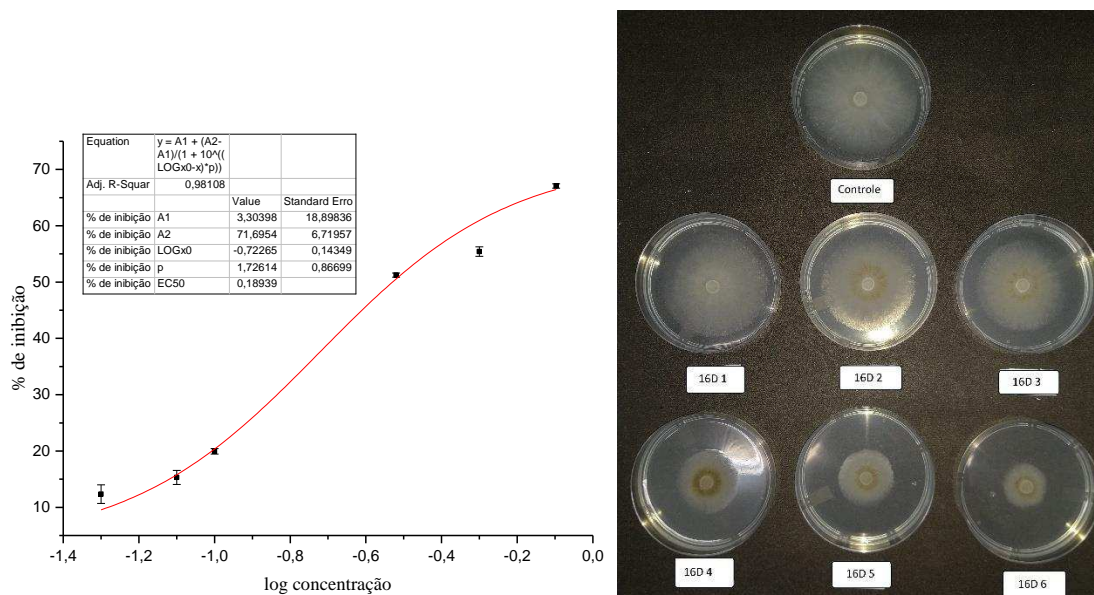 Equation
y = A1 + (A2-
A1)/(1 + 10^((
LOGx0-x)*p))
Adj. R-Squar 0,98108
Value Standard Erro
% de inibição A1 3,30398 18,89836
% de inibição A2 71,6954 6,71957
% de inibição LOGx0 -0,72265 0,14349
% de inibição p 1,72614 0,86699
% de inibição EC50 0,18939
% de inibição
70
60
50
40
30
20
10
-1,4 -1,2 -1,0 -0,8 -0,6 -0,4 -0,2 0,0
log concentração
Controle
16D 1 16D 2 16D 3
16D 4 16D 5 16D 6